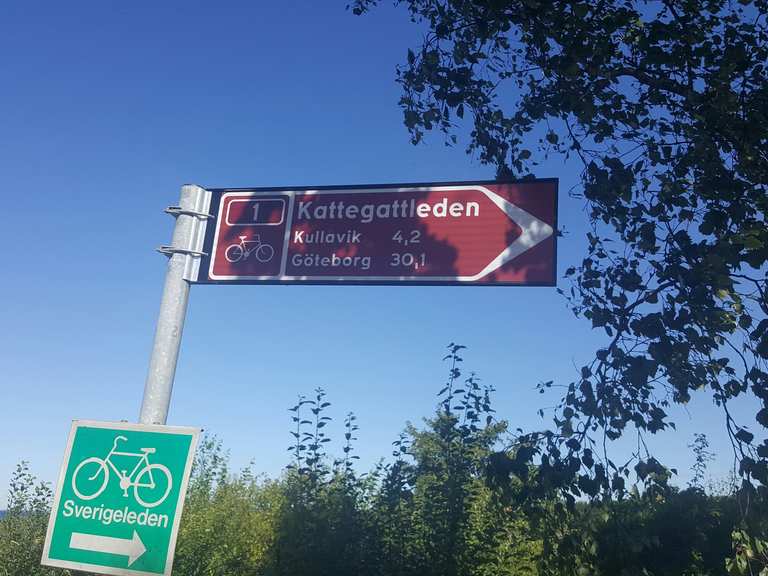 1
Kattegattleden
Kullavik 4,2
Göteborg 30,1
Sverigeleden